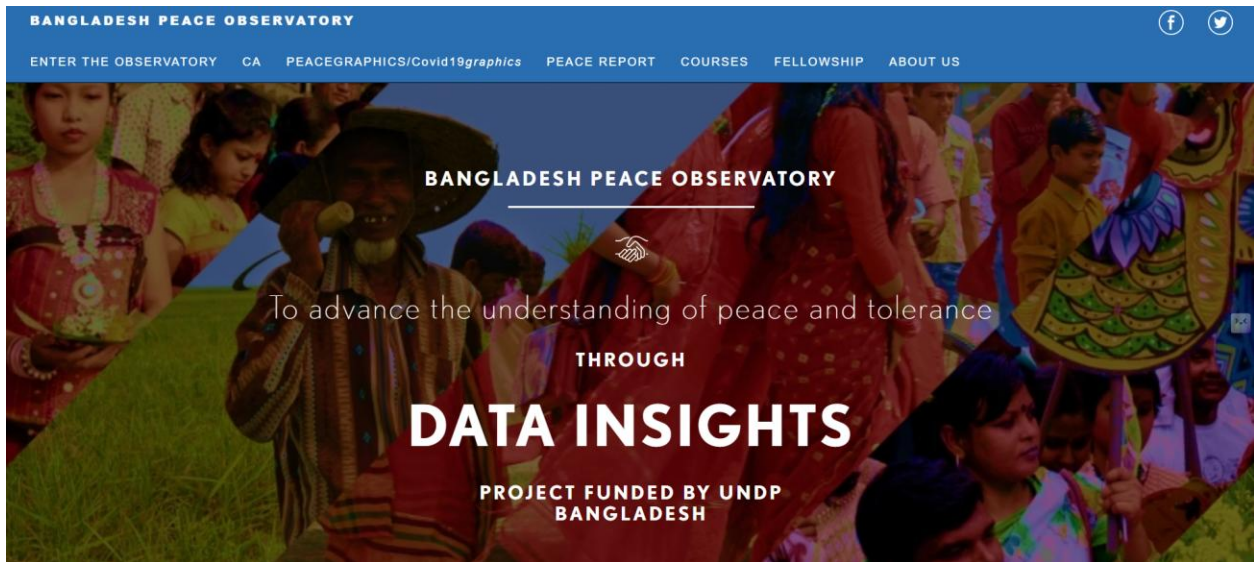 BANGLADESH PEACE OBSERVATORY
ENTER THE OBSERVATORY CA PEACEGRAPHICS/Covid19graphics PEACE REPORT COURSES FELLOWSHIP ABOUT US
BANGLADESH PEACE OBSERVATORY
To advance the understanding of peace and tolerance
THROUGH
DATA INSIGHTS
PROJECT FUNDED BY UNDP
BANGLADESH